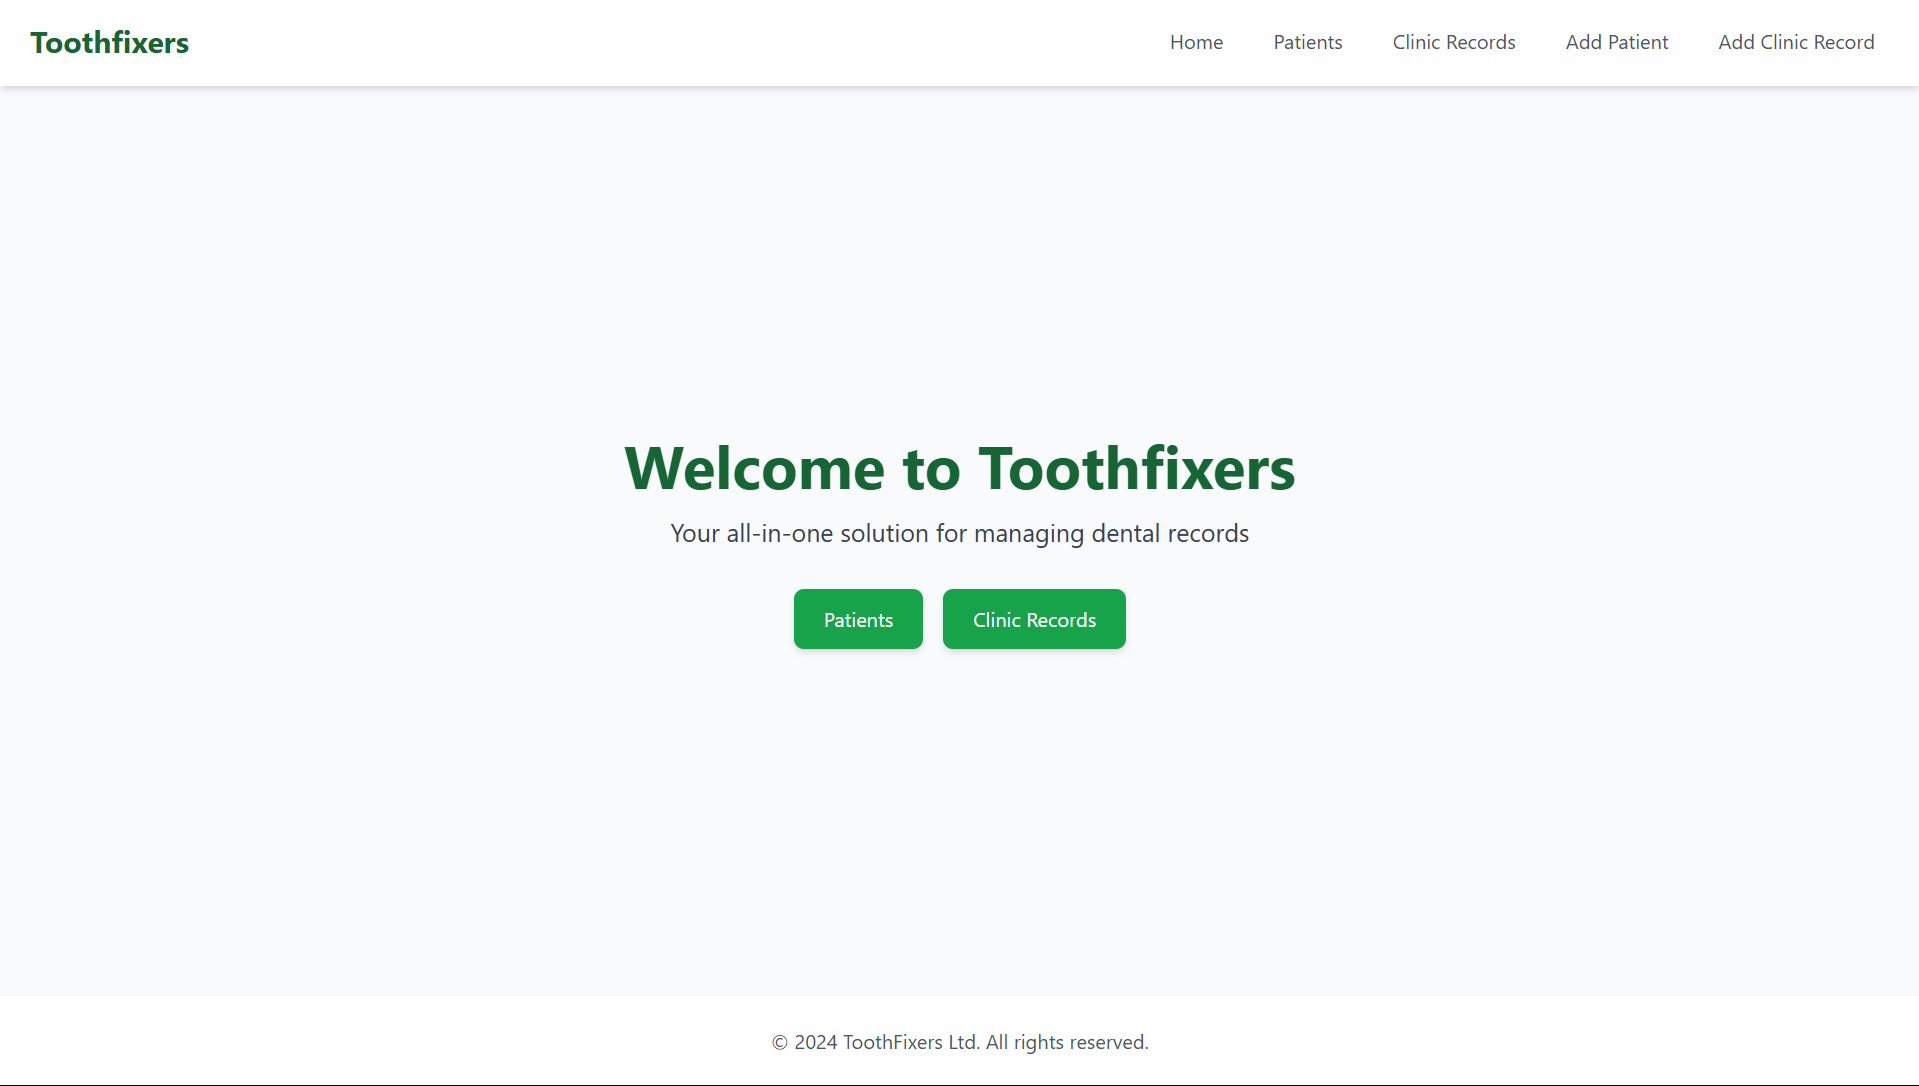 Toothfixers
Home Patients Clinic Records Add Patient Add Clinic Record
Welcome to Toothfixers
Your all-in-one solution for managing dental records
Patients Clinic Records
© 2024 ToothFixers Ltd. All rights reserved.